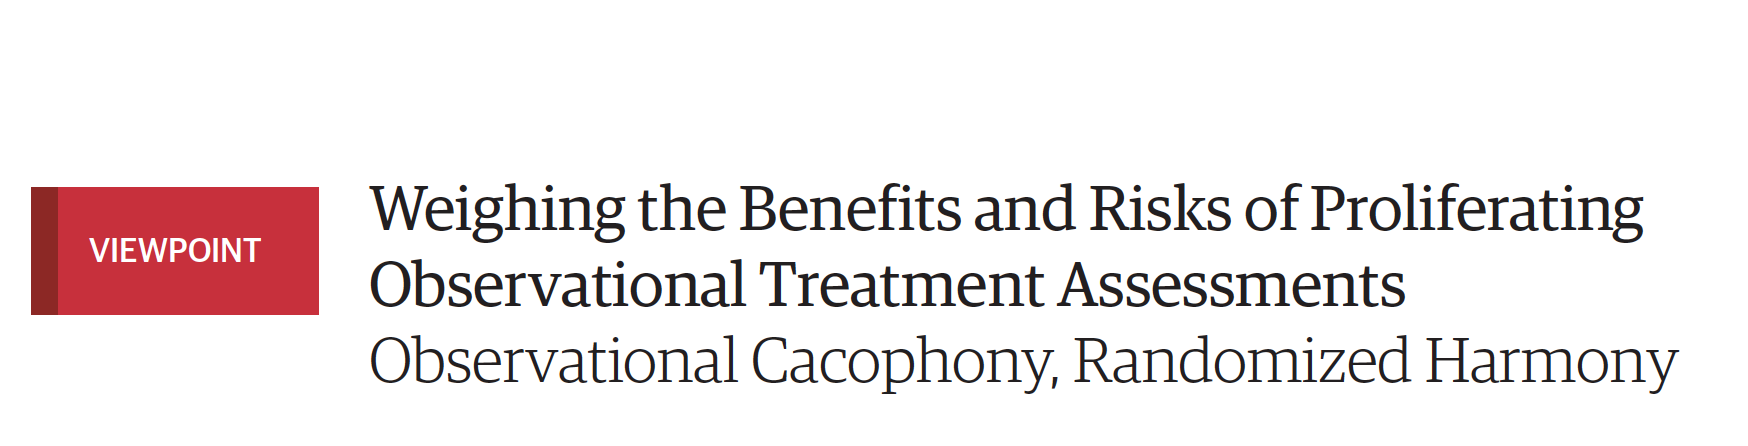 VIEWPOINT
Weighing the Benefits and Risks of Proliferating
Observational Treatment Assessments
Observational Cacophony, Randomized Harmony